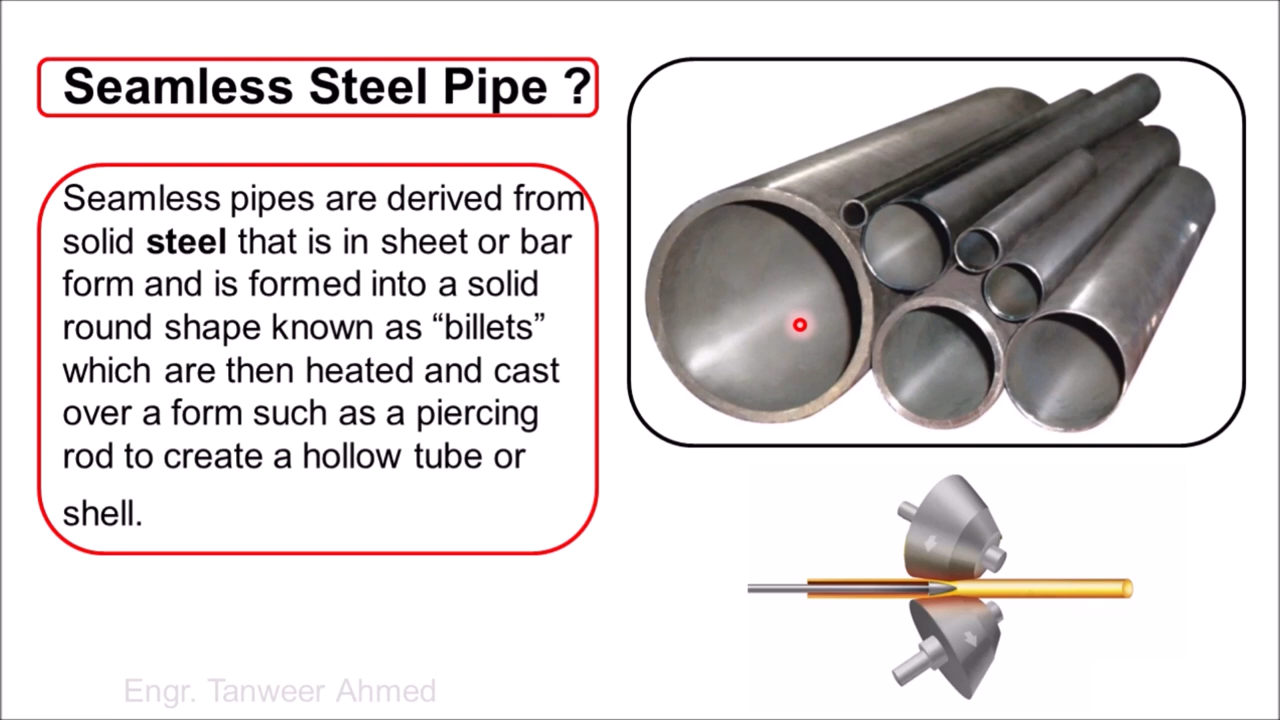 Seamless Steel Pipe ?
Seamless pipes are derived from
solid steel that is in sheet or bar
form and is formed into a solid
round shape known as “billets”
which are then heated and cast
over a form such as a piercing
rod to create a hollow tube or
shell.
Engr. Tanweer Ahmed